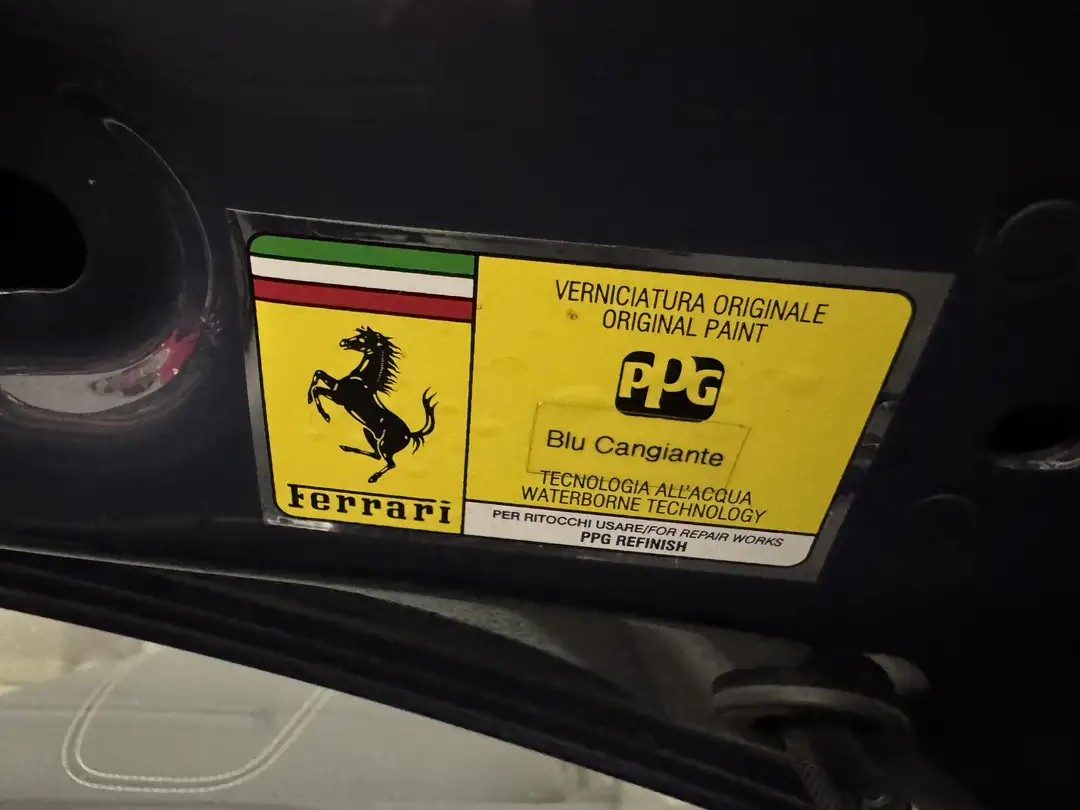 Ferrari
VERNICIATURA ORIGINALE
ORIGINAL PAINT
PPG
Blu Cangiante
TECNOLOGIA ALL'ACQUA
WATERBORNE TECHNOLOGY
PER RITOCCHI USARE/FOR REPAIR WORKS
PPG REFINISH